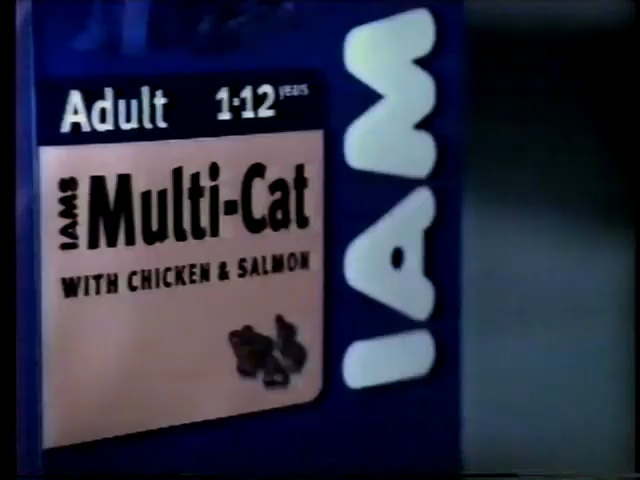 Adult 1-12 years
IAMS Multi-Cat
WITH CHICKEN & SALMON
IAM